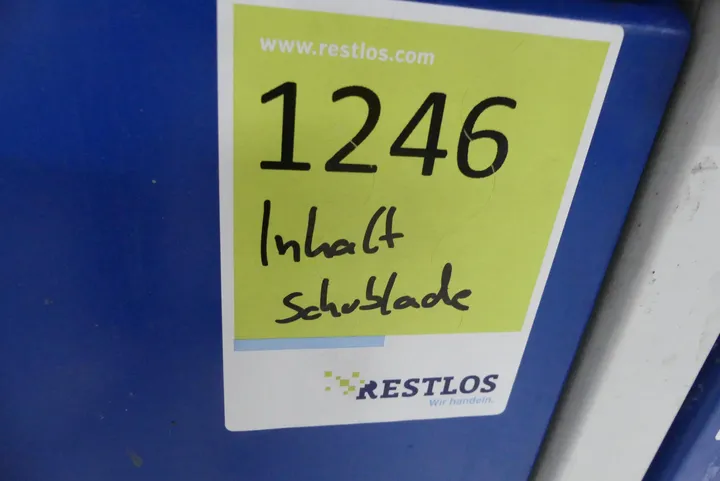 www.restlos.com
1246
Inhalt
Schublade
RESTLOS
Wir handeln.